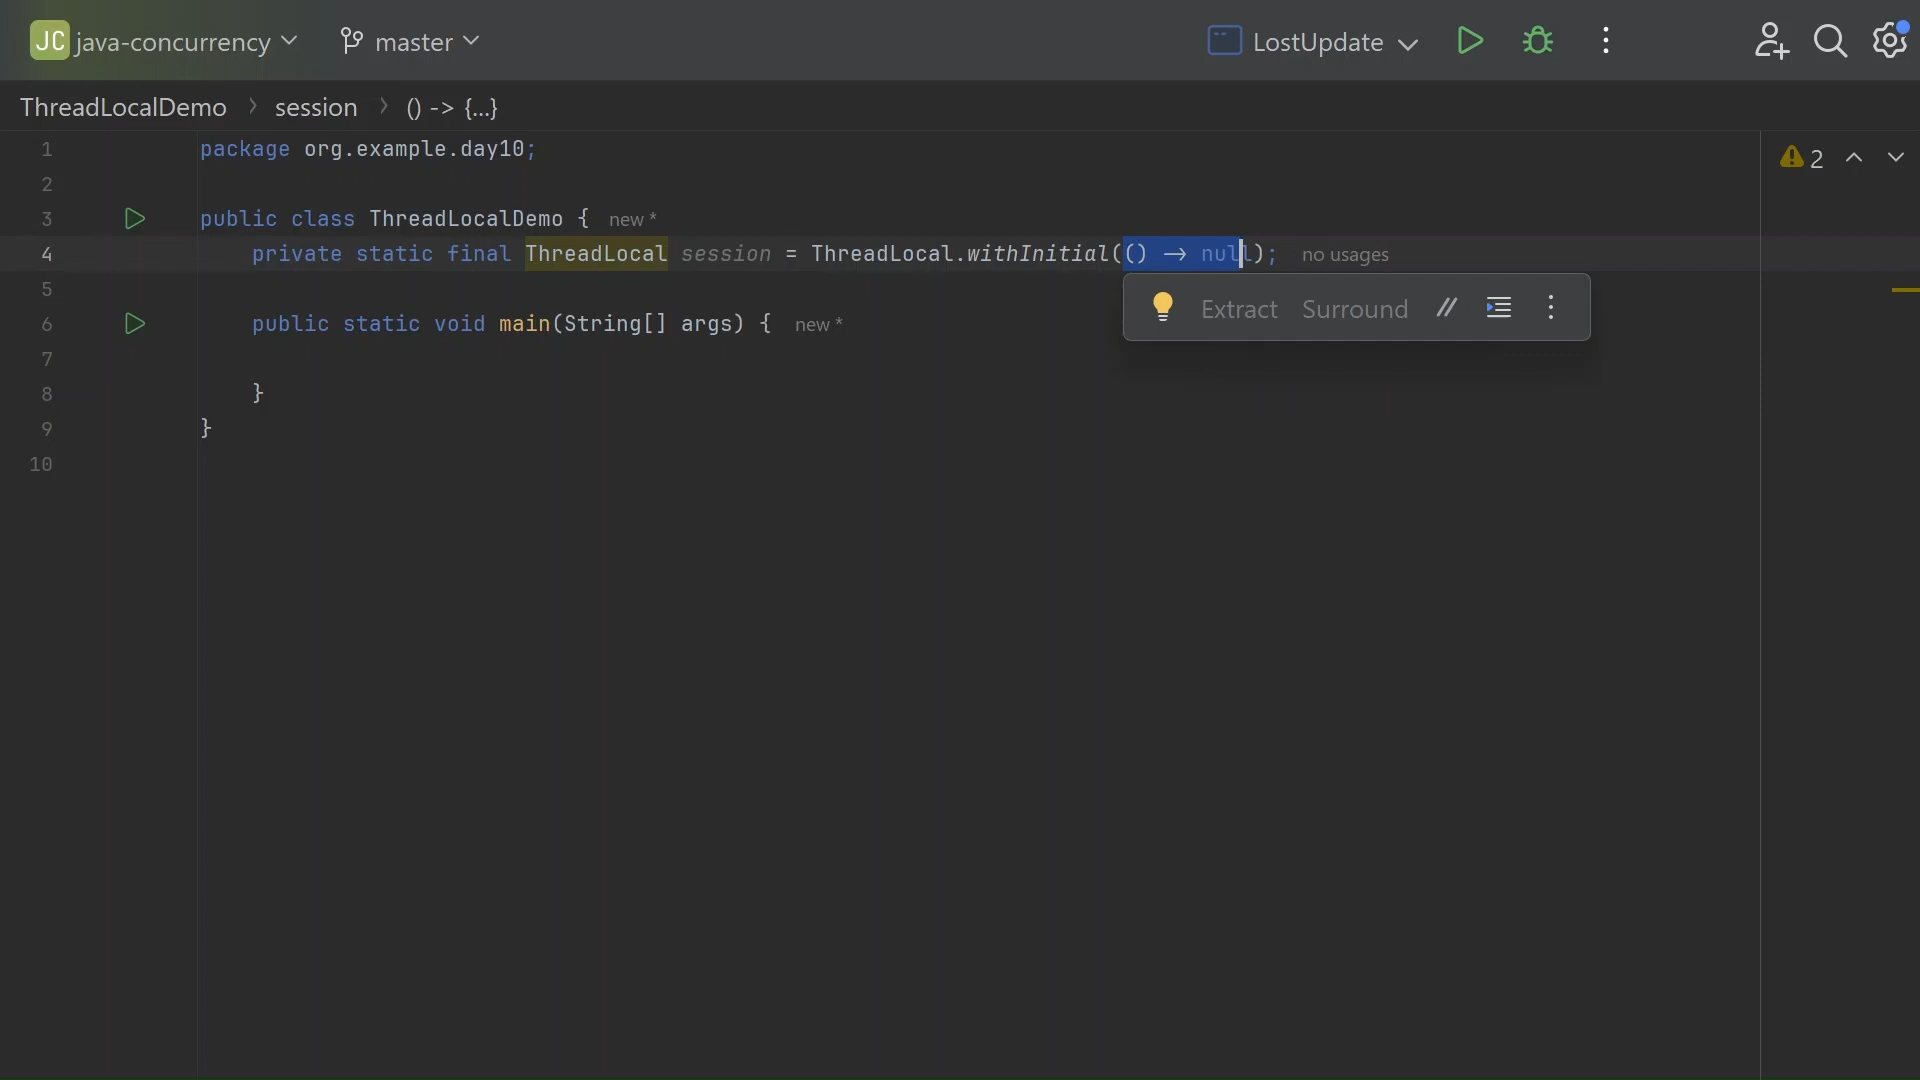 JC java-concurrency master LostUpdate
ThreadLocalDemo > session > () -> {...}
1 package org.example.day10; 2
2
3 public class ThreadLocalDemo { new *
4 private static final ThreadLocal session = ThreadLocal.withInitial(() -> null); no usages
5 Extract Surround //
6 public static void main(String[] args) { new *
7
8 }
9 }
10